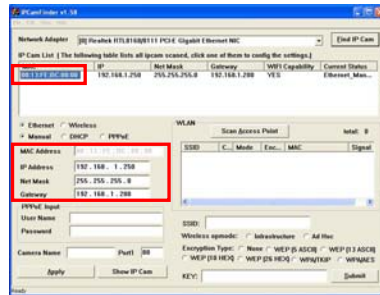 IPCamFinder v1.58
Network Adapter [0] Realtek RTL8168/8111 PCI-E Gigabit Ethernet NIC Find IP Cam
IP Cam List ( The following table lists all ipcam scaned, click one of them to config the settings.)
IP Net Mask Gateway WIFI Capability Current Status
192.168.1.250 255.255.255.0 192.168.1.200 YES Ethernet_Man...
Ethernet Wireless
Manual DHCP PPPoE
WLAN
Scan Access Point total: 0
SSID C... Mode Enc... MAC Signal
MAC Address
IP Address 192.168. 1.250
Net Mask 255.255.255.0
Gateway 192.168. 1.200
PPPoE Input
User Name
Password
Camera Name Port1 80
Apply Show IP Cam
SSID:
Wireless opmode: Infrastructure Ad Hoc
Encryption Type: None WEP (5 ASCII) WEP (13 ASCII)
WEP (10 HEX) WEP (26 HEX) WPA/TKIP WPA/AES
KEY: Submit
Ready